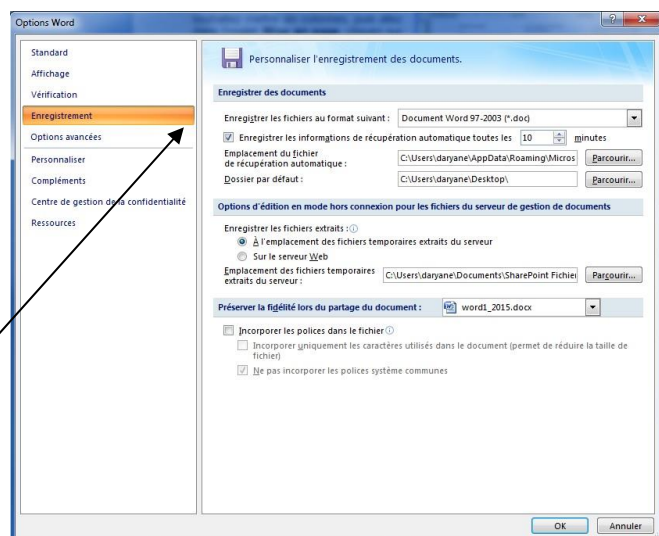 Options Word
Standard
Affichage
Vérification
Enregistrement
Options avancées
Personnaliser
Compléments
Centre de gestion de la confidentialité
Ressources
Personnaliser l'enregistrement des documents.
Enregistrer des documents
Enregistrer les fichiers au format suivant : Document Word 97-2003 (*.doc)
Enregistrer les informations de récupération automatique toutes les 10 minutes
Emplacement du fichier
de récupération automatique : C:\Users\daryane\AppData\Roaming\Micros Parcourir...
Dossier par défaut : C:\Users\daryane\Desktop\ Parcourir...
Options d'édition en mode hors connexion pour les fichiers du serveur de gestion de documents
Enregistrer les fichiers extraits :
À l'emplacement des fichiers temporaires extraits du serveur
Sur le serveur Web
Emplacement des fichiers temporaires
extraits du serveur : C:\Users\daryane\Documents\SharePoint Fichier Parcourir...
Préserver la fidélité lors du partage du document : word1_2015.docx
Incorporer les polices dans le fichier
Incorporer uniquement les caractères utilisés dans le document (permet de réduire la taille de
fichier)
Ne pas incorporer les polices système communes
OK Annuler